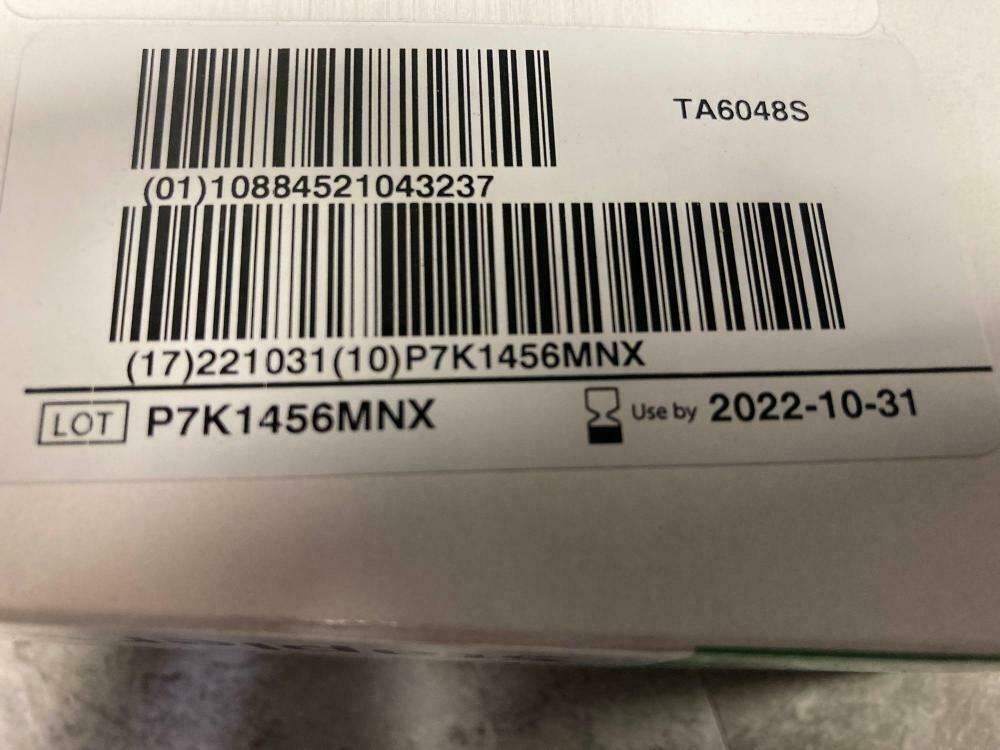 TA6048S
(01)10884521043237
(17)221031(10)P7K1456MNX
LOT P7K1456MNX Use by 2022-10-31